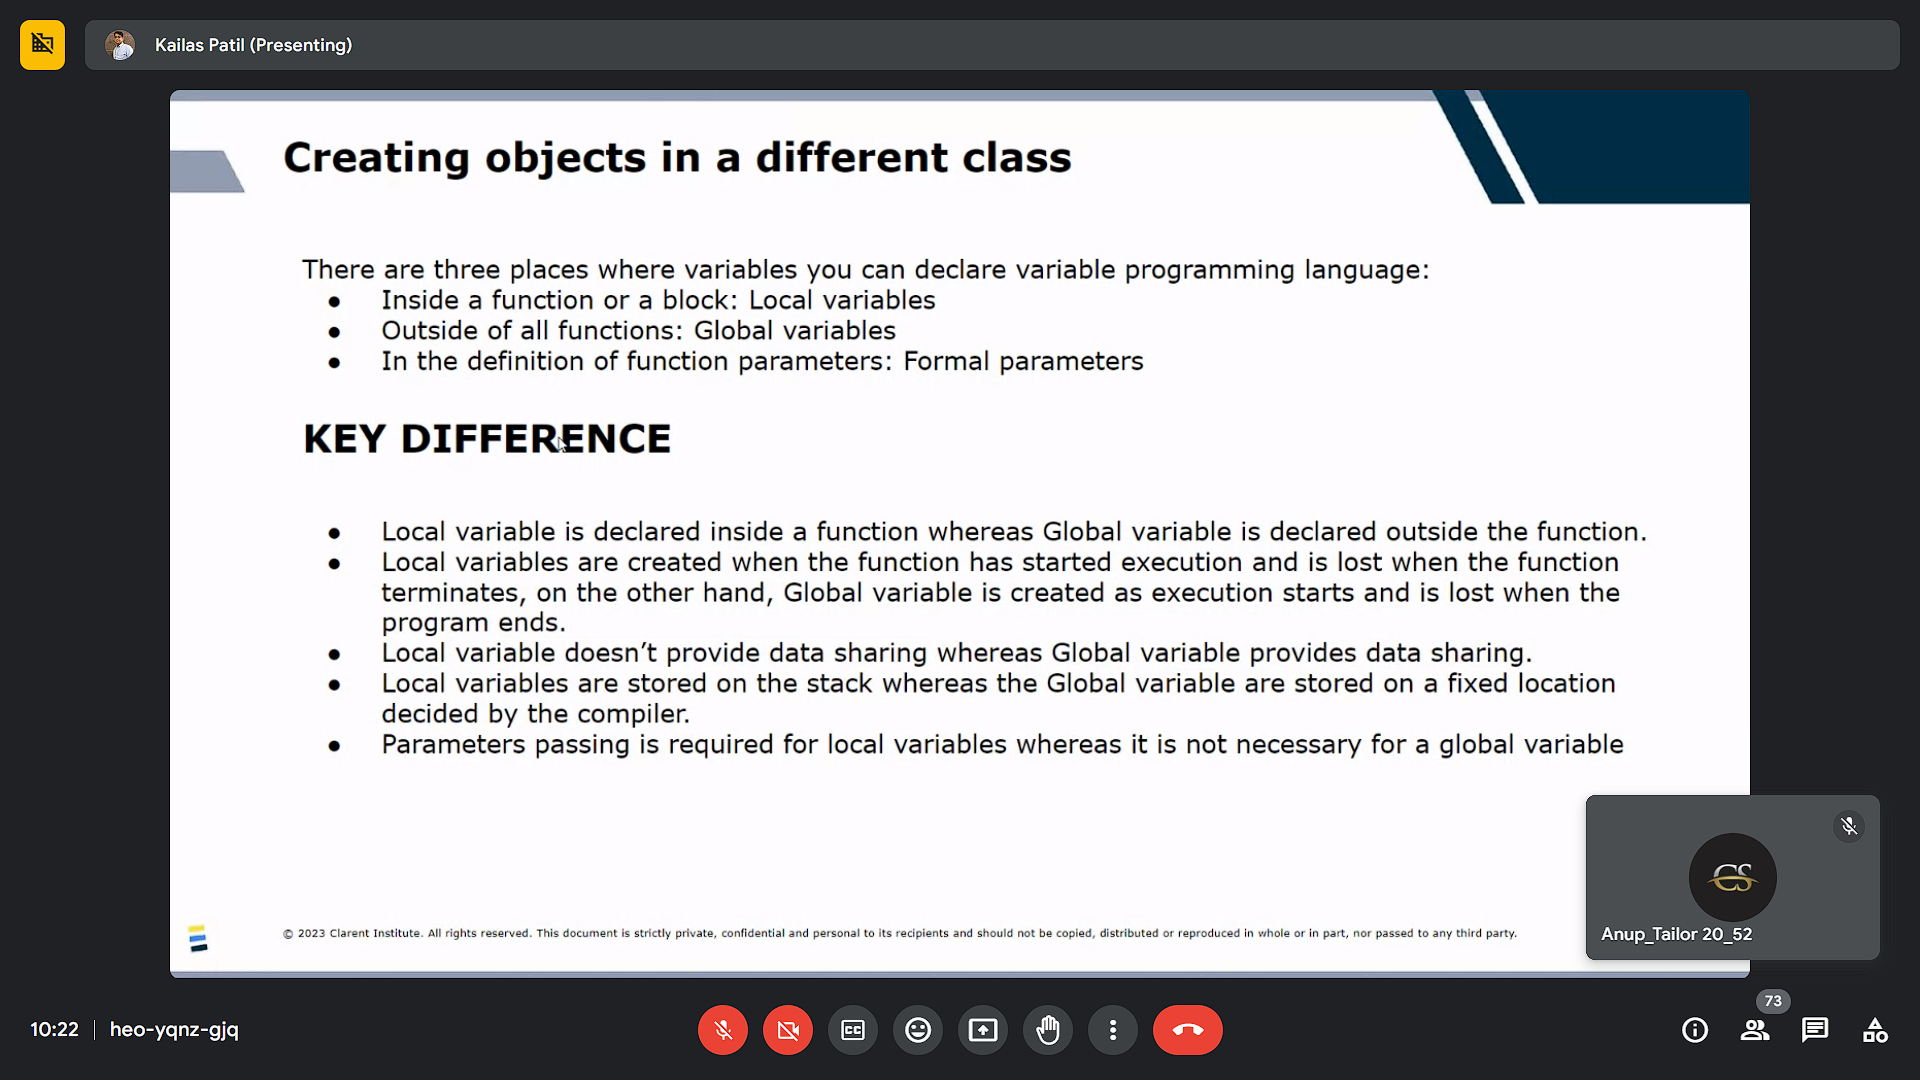 Kailas Patil (Presenting)
Creating objects in a different class
There are three places where variables you can declare variable programming language:
● Inside a function or a block: Local variables
● Outside of all functions: Global variables
● In the definition of function parameters: Formal parameters
KEY DIFFERENCE
● Local variable is declared inside a function whereas Global variable is declared outside the function.
● Local variables are created when the function has started execution and is lost when the function
terminates, on the other hand, Global variable is created as execution starts and is lost when the
program ends.
● Local variable doesn’t provide data sharing whereas Global variable provides data sharing.
● Local variables are stored on the stack whereas the Global variable are stored on a fixed location
decided by the compiler.
● Parameters passing is required for local variables whereas it is not necessary for a global variable
© 2023 Clarent Institute. All rights reserved. This document is strictly private, confidential and personal to its recipients and should not be copied, distributed or reproduced in whole or in part, nor passed to any third party.
CS
Anup_Tailor 20_52
10:22 | heo-yqnz-gjq
CC
73